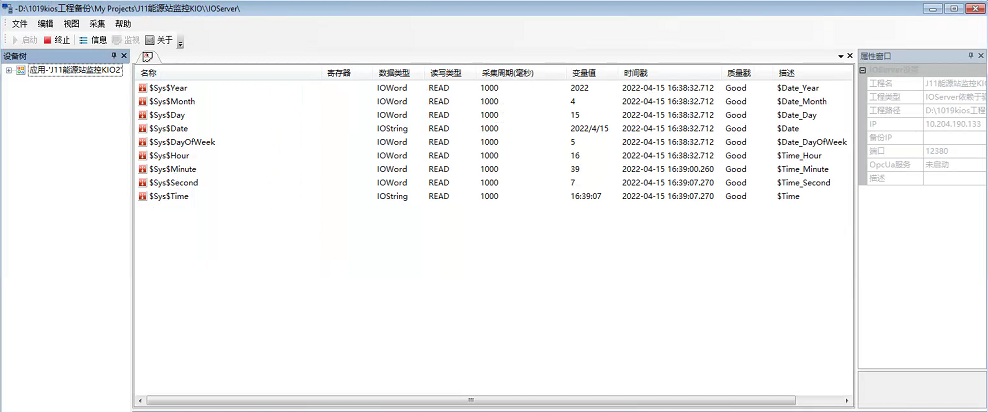 -D:\1019kios工程备份\My Projects\J11能源站监控KIO\\IOServer\
文件 编辑 视图 采集 帮助
启动 终止 信息 监视 关于
设备树
应用-'J11能源站监控KIO2'
名称 寄存器 数据类型 读写类型 采集周期(毫秒) 变量值 时间戳 质量戳 描述
$Sys$Year IOWord READ 1000 2022 2022-04-15 16:38:32.712 Good $Date_Year
$Sys$Month IOWord READ 1000 4 2022-04-15 16:38:32.712 Good $Date_Month
$Sys$Day IOWord READ 1000 15 2022-04-15 16:38:32.712 Good $Date_Day
$Sys$Date IOString READ 1000 2022/4/15 2022-04-15 16:38:32.712 Good $Date
$Sys$DayOfWeek IOWord READ 1000 5 2022-04-15 16:38:32.712 Good $Date_DayOfWeek
$Sys$Hour IOWord READ 1000 16 2022-04-15 16:38:32.712 Good $Time_Hour
$Sys$Minute IOWord READ 1000 39 2022-04-15 16:39:00.260 Good $Time_Minute
$Sys$Second IOWord READ 1000 7 2022-04-15 16:39:07.270 Good $Time_Second
$Sys$Time IOString READ 1000 16:39:07 2022-04-15 16:39:07.270 Good $Time
属性窗口
IOServer设置
工程名 J11能源站监控KI
工程类型 IOServer依赖于
工程路径 D:\1019kios工程
IP 10.204.190.133
备份IP
端口 12380
OpcUa服务 未启动
描述